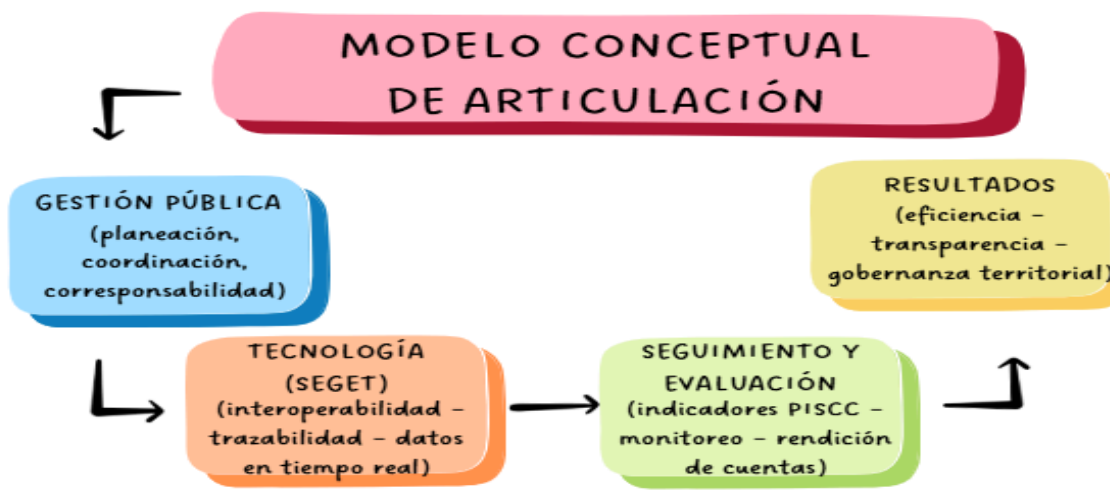 MODELO CONCEPTUAL
DE ARTICULACIÓN
GESTIÓN PÚBLICA
(planeación,
coordinación,
corresponsabilidad)
TECNOLOGÍA
(SEGET)
(interoperabilidad –
trazabilidad – datos
en tiempo real)
SEGUIMIENTO Y
EVALUACIÓN
(indicadores PISCC –
monitoreo – rendición
de cuentas)
RESULTADOS
(eficiencia –
transparencia –
gobernanza territorial)